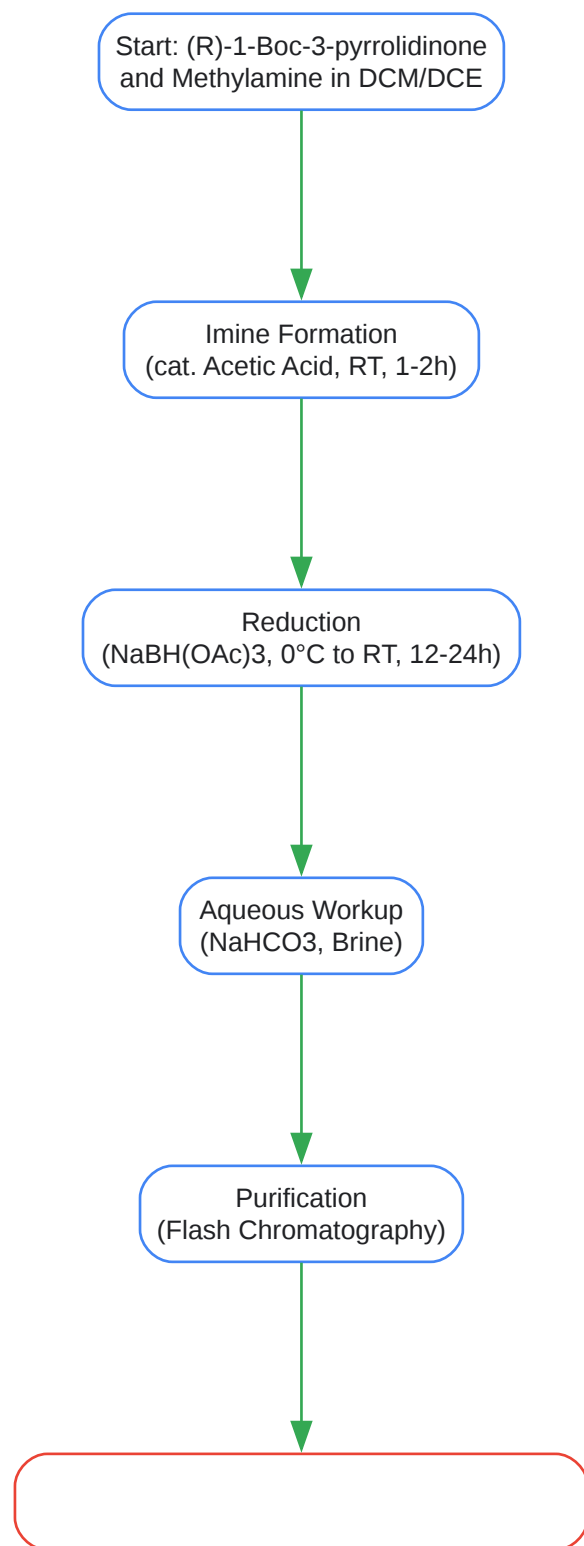 Start: (R)-1-Boc-3-pyrrolidinone
and Methylamine in DCM/DCE
Imine Formation
(cat. Acetic Acid, RT, 1-2h)
Reduction
(NaBH(OAc)3, 0°C to RT, 12-24h)
Aqueous Workup
(NaHCO3, Brine)
Purification
(Flash Chromatography)